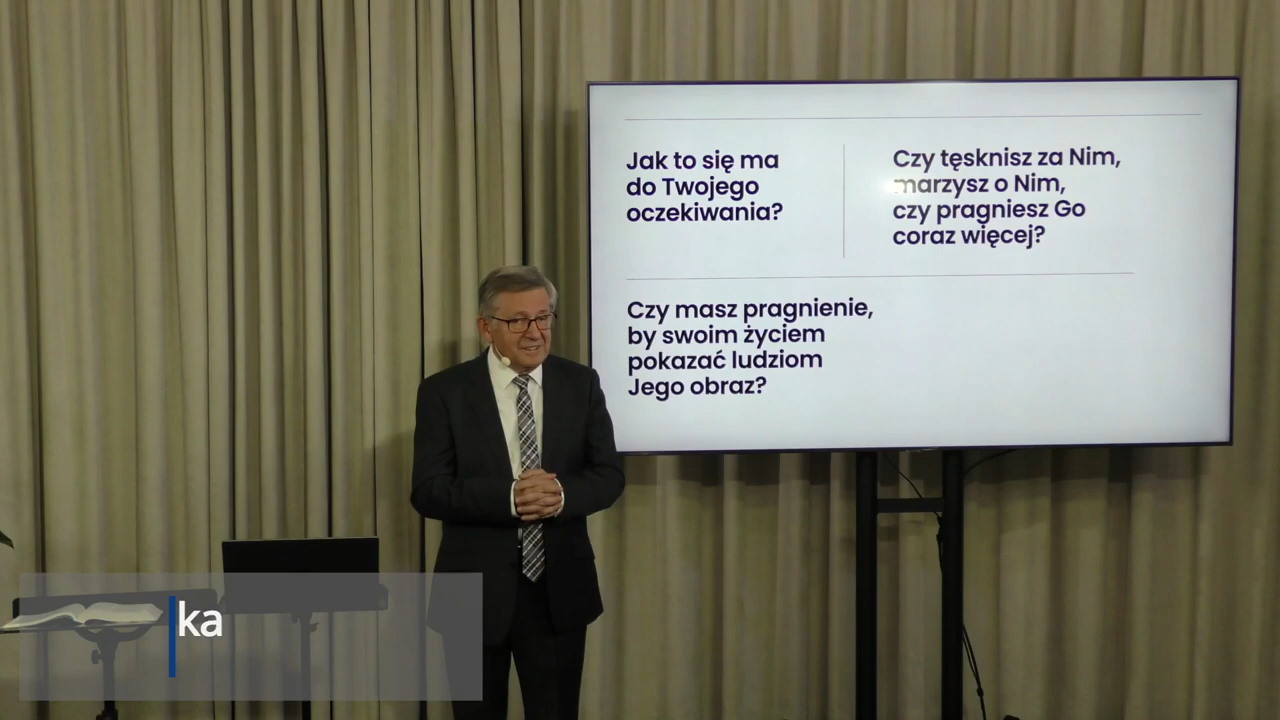 Jak to się ma
do Twojego
oczekiwania?
Czy tęsknisz za Nim,
marzysz o Nim,
czy pragniesz Go
coraz więcej?
Czy masz pragnienie,
by swoim życiem
pokazać ludziom
Jego obraz?
ka